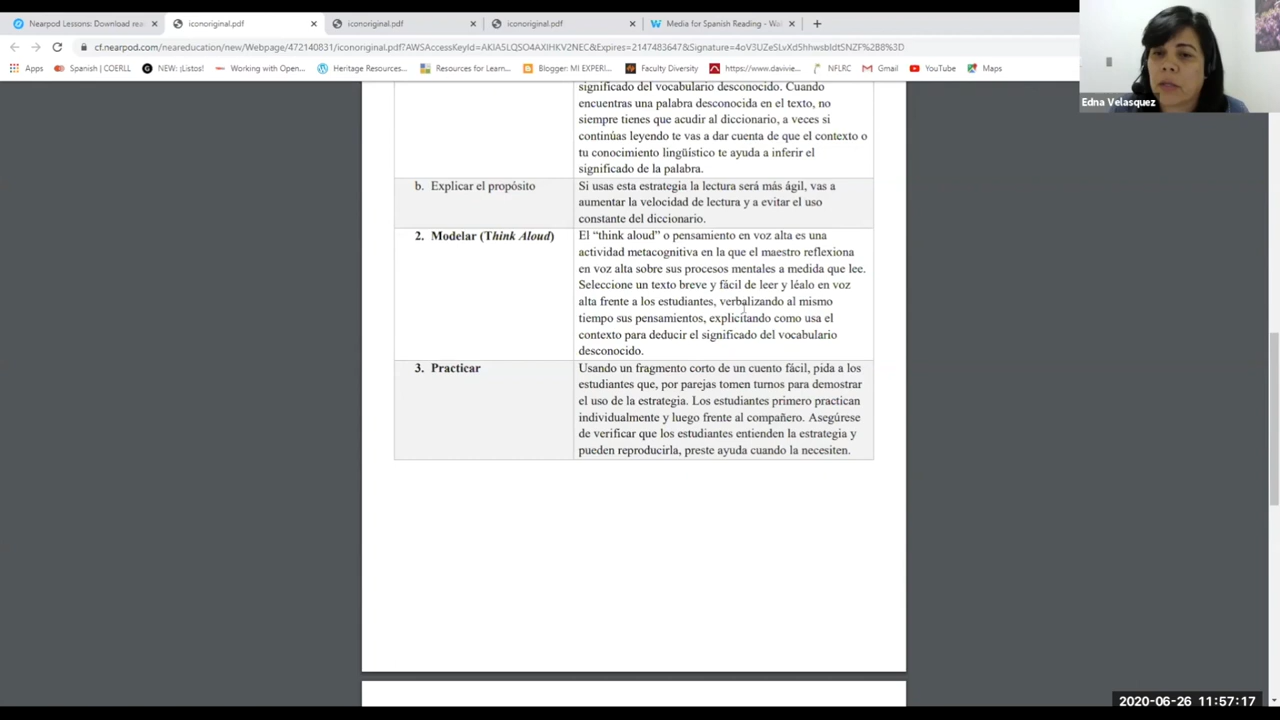 Nearpod Lessons: Download rea
iconoriginal.pdf
iconoriginal.pdf
iconoriginal.pdf
Media for Spanish Reading - Wa
Apps
Spanish | COERLL
NEW: ¡Listos!
Working with Open...
Heritage Resources...
Resources for Learn...
Blogger: MI EXPERI...
Faculty Diversity
https://www.davivie...
NFLRC
Gmail
YouTube
Maps
Edna Velasquez
significado del vocabulario desconocido. Cuando
encuentras una palabra desconocida en el texto, no
siempre tienes que acudir al diccionario, a veces si
continúas leyendo te vas a dar cuenta de que el contexto o
tu conocimiento lingüístico te ayuda a inferir el
significado de la palabra.
b. Explicar el propósito
Si usas esta estrategia la lectura será más ágil, vas a
aumentar la velocidad de lectura y a evitar el uso
constante del diccionario.
2. Modelar (Think Aloud)
El “think aloud” o pensamiento en voz alta es una
actividad metacognitiva en la que el maestro reflexiona
en voz alta sobre sus procesos mentales a medida que lee.
Seleccione un texto breve y fácil de leer y léalo en voz
alta frente a los estudiantes, verbalizando al mismo
tiempo sus pensamientos, explicitando como usa el
contexto para deducir el significado del vocabulario
desconocido.
3. Practicar
Usando un fragmento corto de un cuento fácil, pida a los
estudiantes que, por parejas tomen turnos para demostrar
el uso de la estrategia. Los estudiantes primero practican
individualmente y luego frente al compañero. Asegúrese
de verificar que los estudiantes entienden la estrategia y
pueden reproducirla, preste ayuda cuando la necesiten.
2020-06-26 11:57:17